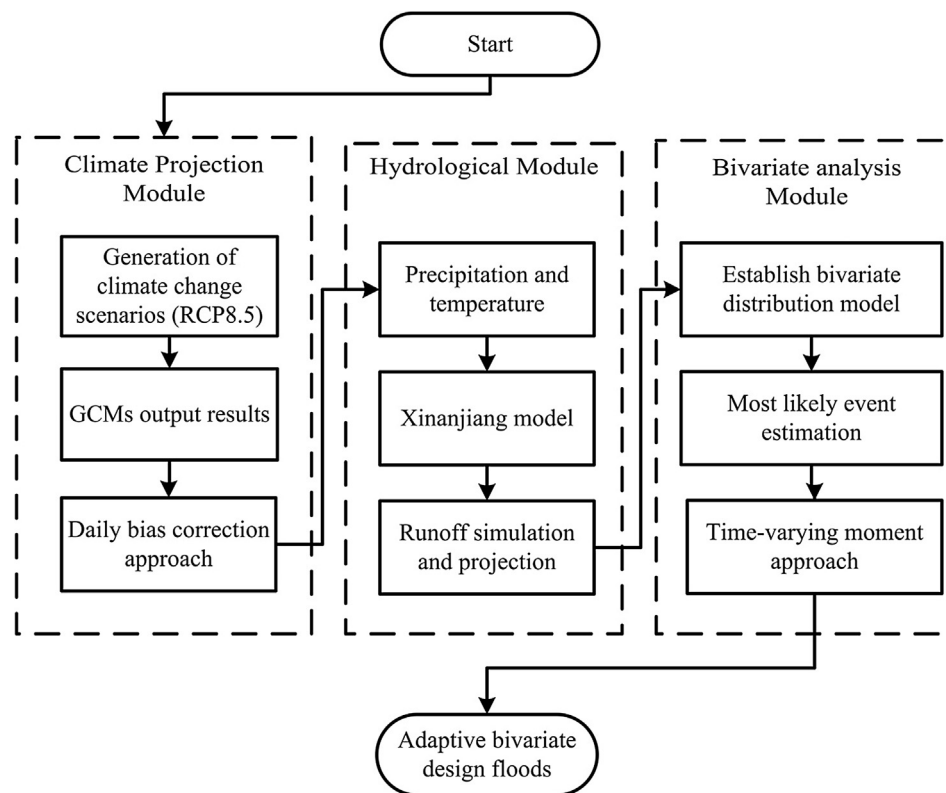 Start
Climate Projection
Module
Generation of
climate change
scenarios (RCP8.5)
GCMs output results
Daily bias correction
approach
Hydrological Module
Precipitation and
temperature
Xinanjiang model
Runoff simulation
and projection
Bivariate analysis
Module
Establish bivariate
distribution model
Most likely event
estimation
Time-varying moment
approach
Adaptive bivariate
design floods